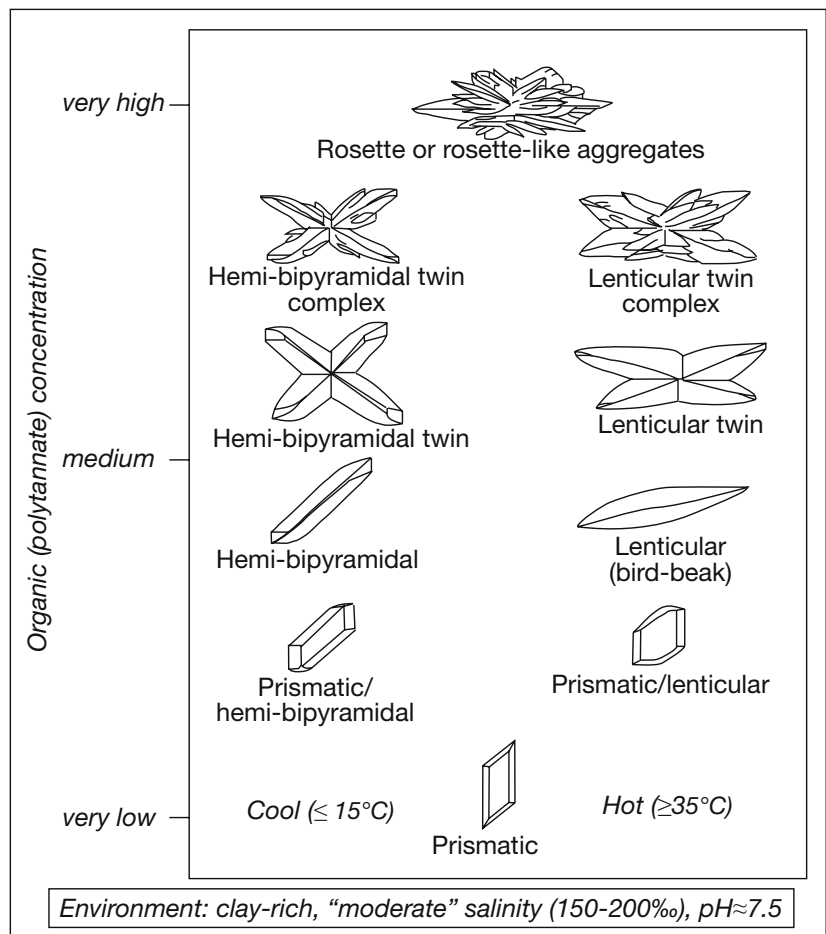 very high
Rosette or rosette-like aggregates
Hemi-bipyramidal twin
complex
Lenticular twin
complex
Organic (polytannate) concentration
Hemi-bipyramidal twin
Lenticular twin
medium
Hemi-bipyramidal
Lenticular
(bird-beak)
Prismatic/
hemi-bipyramidal
Prismatic/lenticular
very low
Cool (≤ 15°C)
Hot (≥35°C)
Prismatic
Environment: clay-rich, “moderate” salinity (150-200‰), pH≈7.5